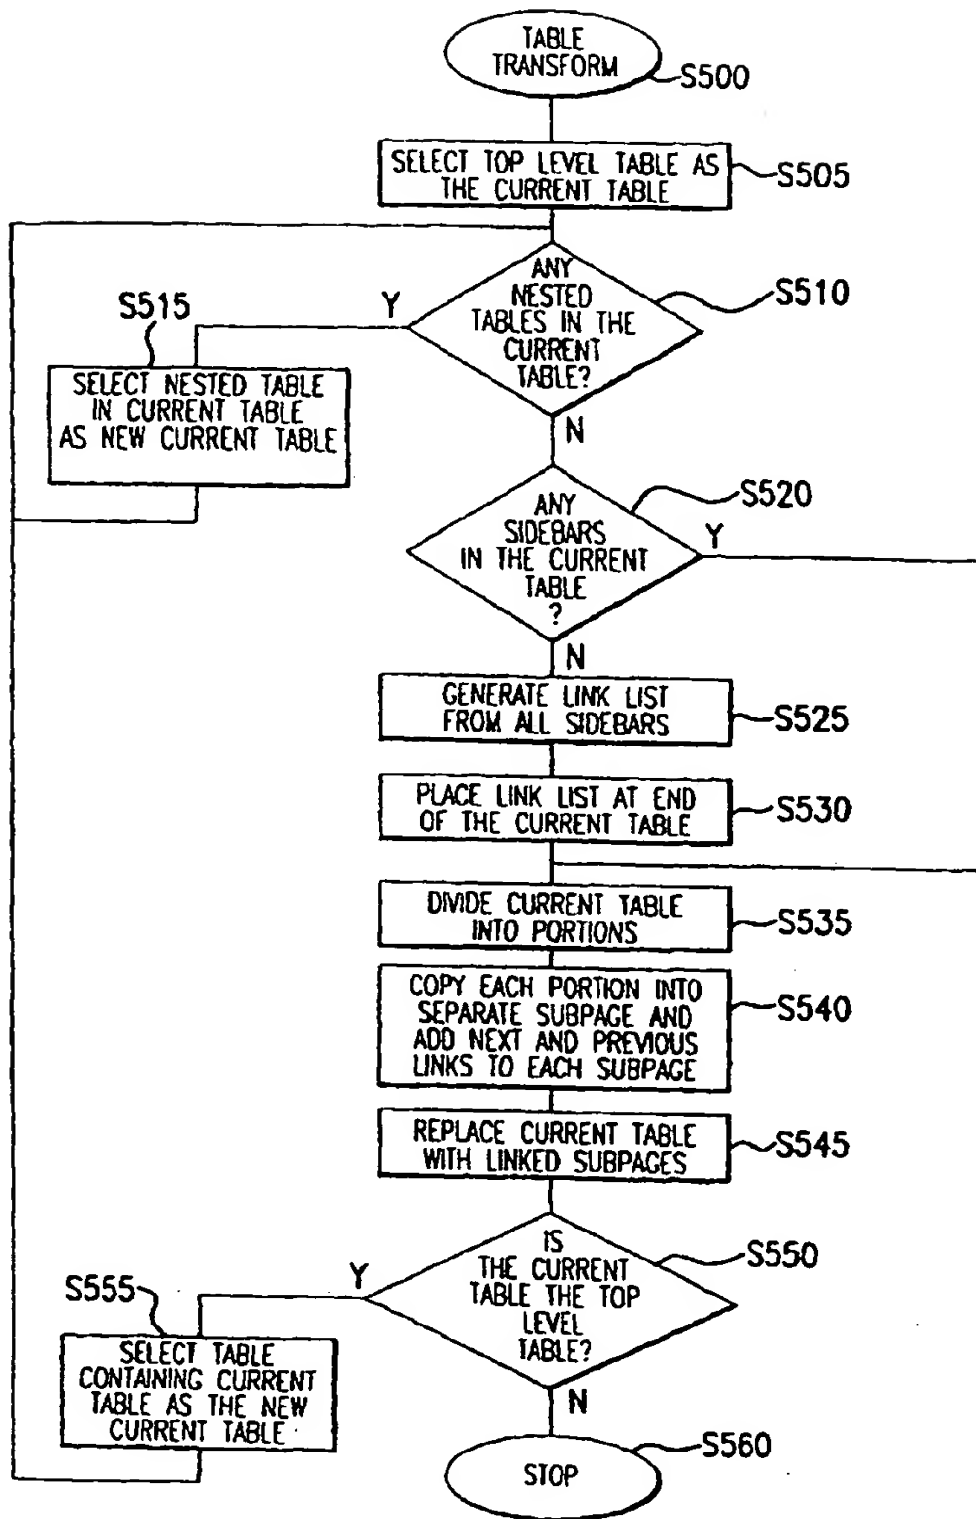 TABLE
TRANSFORM
S500
SELECT TOP LEVEL TABLE AS
THE CURRENT TABLE
S505
ANY
NESTED
TABLES IN THE
CURRENT
TABLE?
S510
Y
N
S515
SELECT NESTED TABLE
IN CURRENT TABLE
AS NEW CURRENT TABLE
ANY
SIDEBARS
IN THE CURRENT
TABLE
?
S520
Y
N
GENERATE LINK LIST
FROM ALL SIDEBARS
S525
PLACE LINK LIST AT END
OF THE CURRENT TABLE
S530
DIVIDE CURRENT TABLE
INTO PORTIONS
S535
COPY EACH PORTION INTO
SEPARATE SUBPAGE AND
ADD NEXT AND PREVIOUS
LINKS TO EACH SUBPAGE
S540
REPLACE CURRENT TABLE
WITH LINKED SUBPAGES
S545
IS
THE CURRENT
TABLE THE TOP
LEVEL
TABLE?
S550
Y
N
S555
SELECT TABLE
CONTAINING CURRENT
TABLE AS THE NEW
CURRENT TABLE
STOP
S560